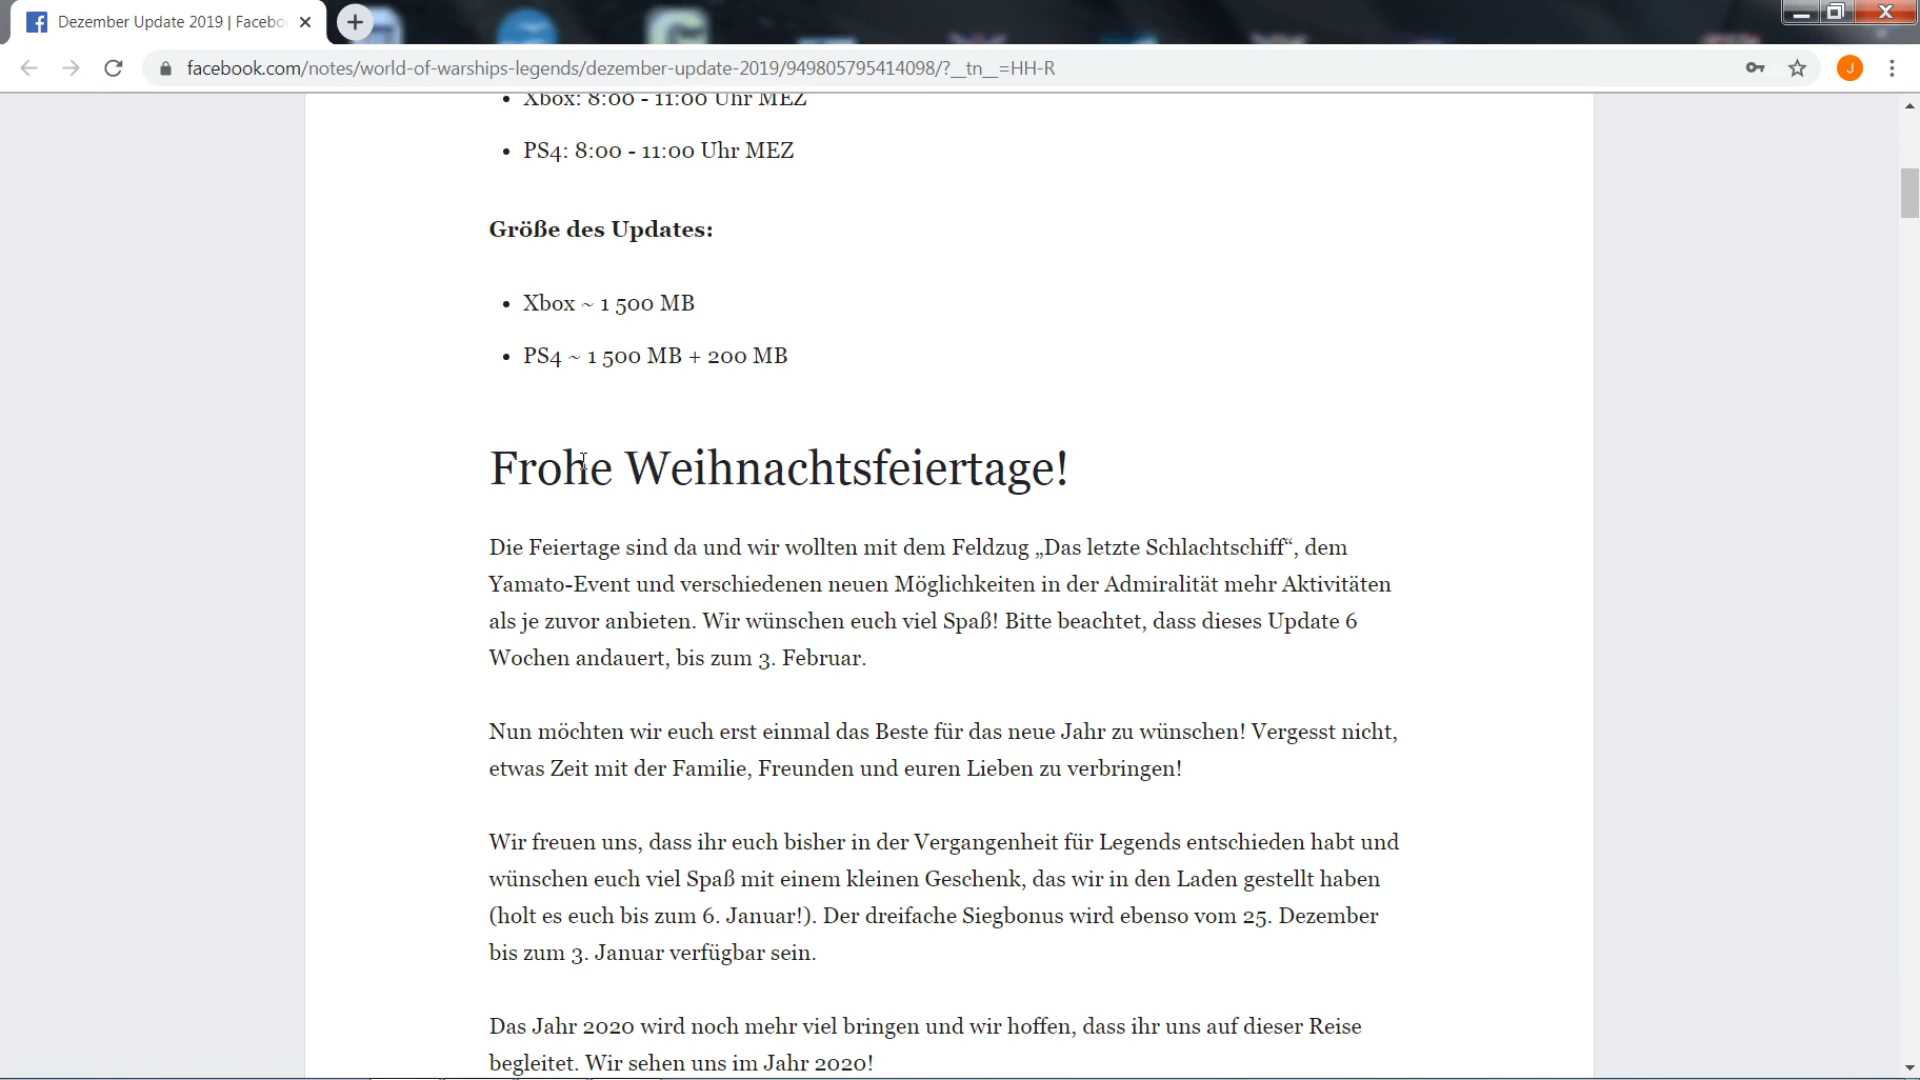 Dezember Update 2019 | Facebo
facebook.com/notes/world-of-warships-legends/dezember-update-2019/949805795414098/?__tn__=HH-R
J
• Xbox: 8:00 - 11:00 Uhr MEZ
• PS4: 8:00 - 11:00 Uhr MEZ
Größe des Updates:
• Xbox ~ 1 500 MB
• PS4 ~ 1 500 MB + 200 MB
Frohe Weihnachtsfeiertage!
Die Feiertage sind da und wir wollten mit dem Feldzug „Das letzte Schlachtschiff“, dem
Yamato-Event und verschiedenen neuen Möglichkeiten in der Admiralität mehr Aktivitäten
als je zuvor anbieten. Wir wünschen euch viel Spaß! Bitte beachtet, dass dieses Update 6
Wochen andauert, bis zum 3. Februar.
Nun möchten wir euch erst einmal das Beste für das neue Jahr zu wünschen! Vergesst nicht,
etwas Zeit mit der Familie, Freunden und euren Lieben zu verbringen!
Wir freuen uns, dass ihr euch bisher in der Vergangenheit für Legends entschieden habt und
wünschen euch viel Spaß mit einem kleinen Geschenk, das wir in den Laden gestellt haben
(holt es euch bis zum 6. Januar!). Der dreifache Siegbonus wird ebenso vom 25. Dezember
bis zum 3. Januar verfügbar sein.
Das Jahr 2020 wird noch mehr viel bringen und wir hoffen, dass ihr uns auf dieser Reise
begleitet. Wir sehen uns im Jahr 2020!